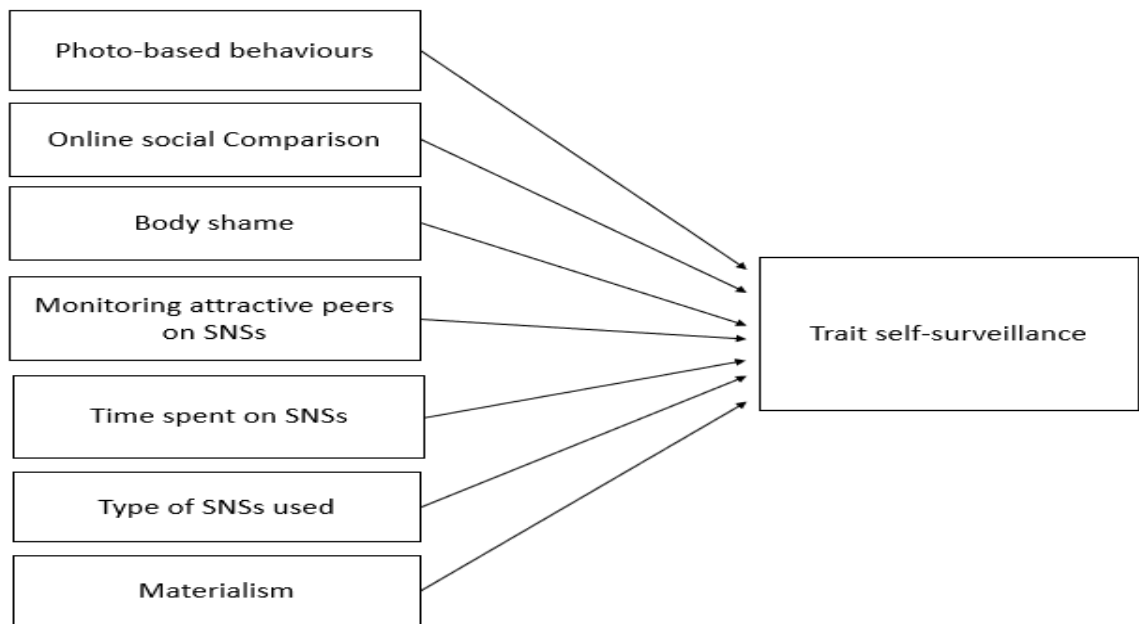 Photo-based behaviours
Online social Comparison
Body shame
Monitoring attractive peers
on SNSs
Time spent on SNSs
Type of SNSs used
Materialism
Trait self-surveillance